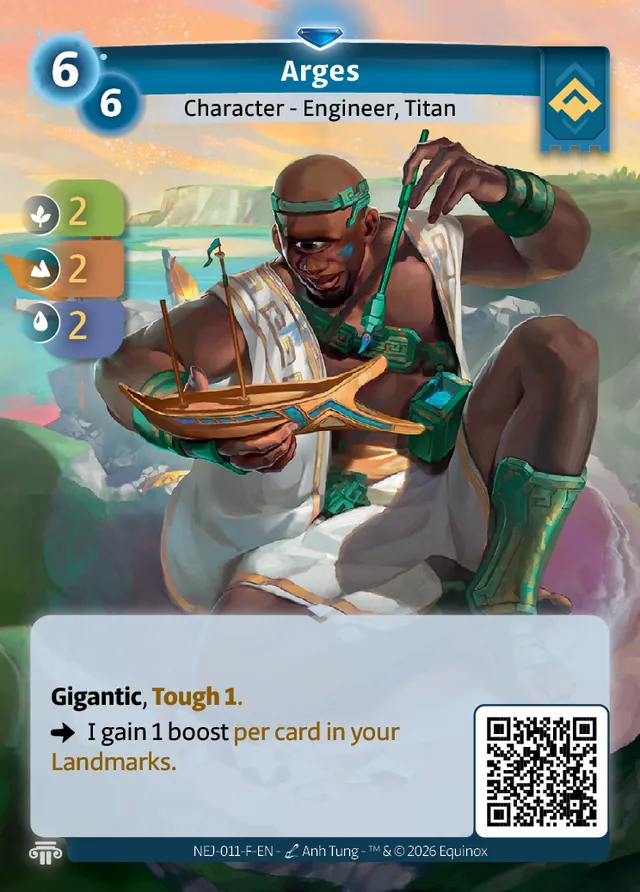 6
Arges
6
Character - Engineer, Titan
2
2
2
Gigantic, Tough 1.
I gain 1 boost per card in your
Landmarks.
NEJ-011-F-EN - Anh Tung - ™ & © 2026 Equinox